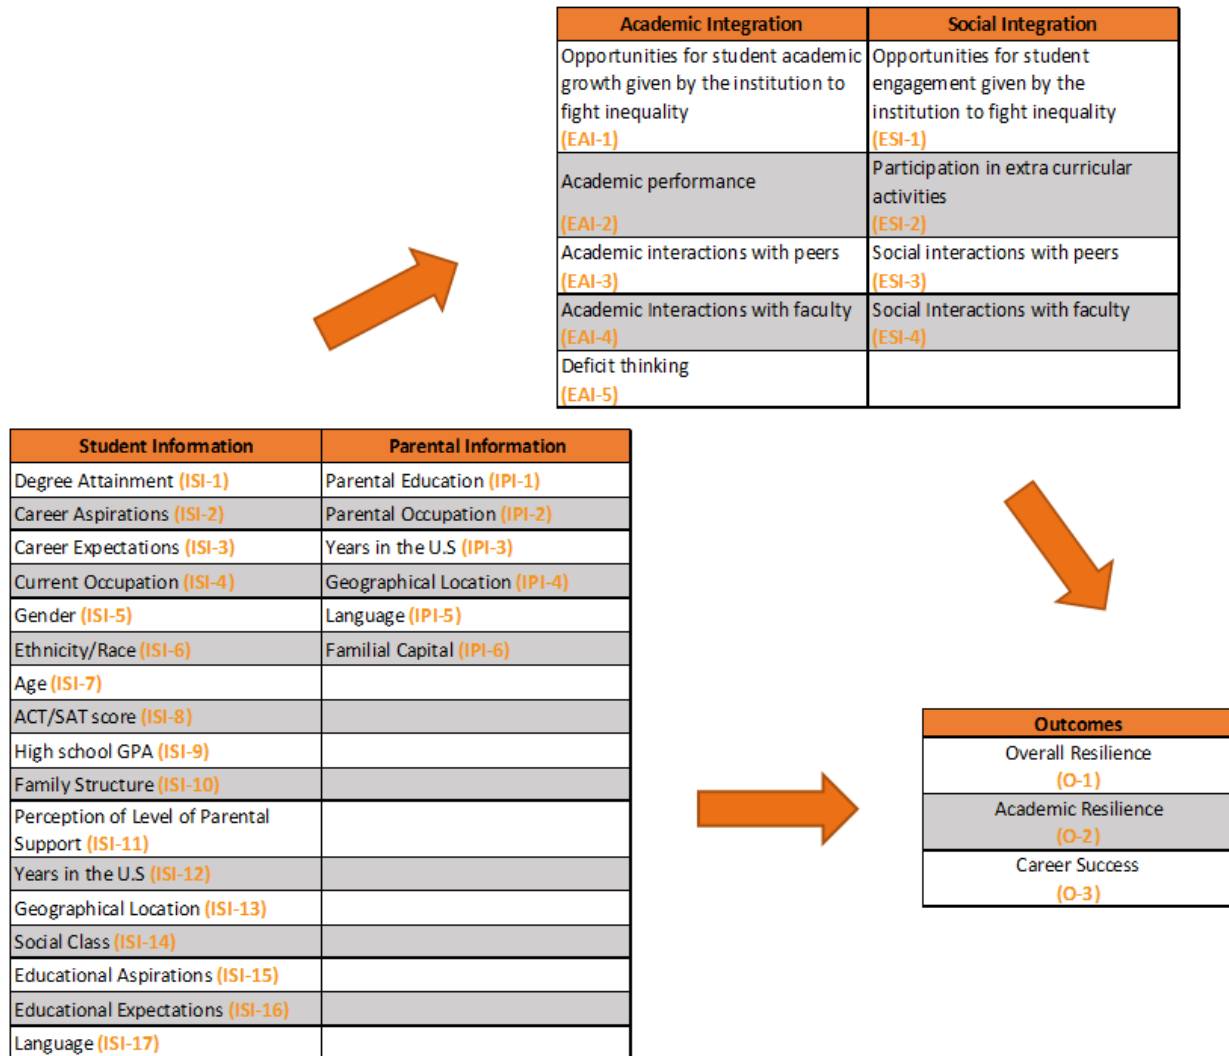 Academic Integration
Social Integration
Opportunities for student academic
growth given by the institution to
fight inequality
(EAI-1)
Opportunities for student
engagement given by the
institution to fight inequality
(ESI-1)
Academic performance
(EAI-2)
Participation in extra curricular
activities
(ESI-2)
Academic interactions with peers
(EAI-3)
Social interactions with peers
(ESI-3)
Academic Interactions with faculty
(EAI-4)
Social Interactions with faculty
(ESI-4)
Deficit thinking
(EAI-5)
Student Information
Parental Information
Degree Attainment (ISI-1)
Parental Education (IPI-1)
Career Aspirations (ISI-2)
Parental Occupation (IPI-2)
Career Expectations (ISI-3)
Years in the U.S (IPI-3)
Current Occupation (ISI-4)
Geographical Location (IPI-4)
Gender (ISI-5)
Language (IPI-5)
Ethnicity/Race (ISI-6)
Familial Capital (IPI-6)
Age (ISI-7)
ACT/SAT score (ISI-8)
High school GPA (ISI-9)
Family Structure (ISI-10)
Perception of Level of Parental
Support (ISI-11)
Years in the U.S (ISI-12)
Geographical Location (ISI-13)
Social Class (ISI-14)
Educational Aspirations (ISI-15)
Educational Expectations (ISI-16)
Language (ISI-17)
Outcomes
Overall Resilience
(O-1)
Academic Resilience
(O-2)
Career Success
(O-3)